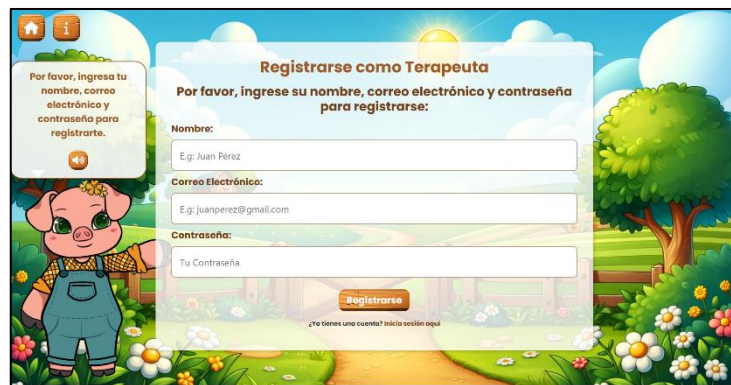 i
Por favor, ingresa tu
nombre, correo
electrónico y
contraseña para
registrarte.
Registrarse como Terapeuta
Por favor, ingrese su nombre, correo electrónico y contraseña
para registrarse:
Nombre:
E.g: Juan Pérez
Correo Electrónico:
E.g: juanperez@gmail.com
Contraseña:
Tu Contraseña
Registrarse
¿Ya tienes una cuenta? Inicia sesión aquí